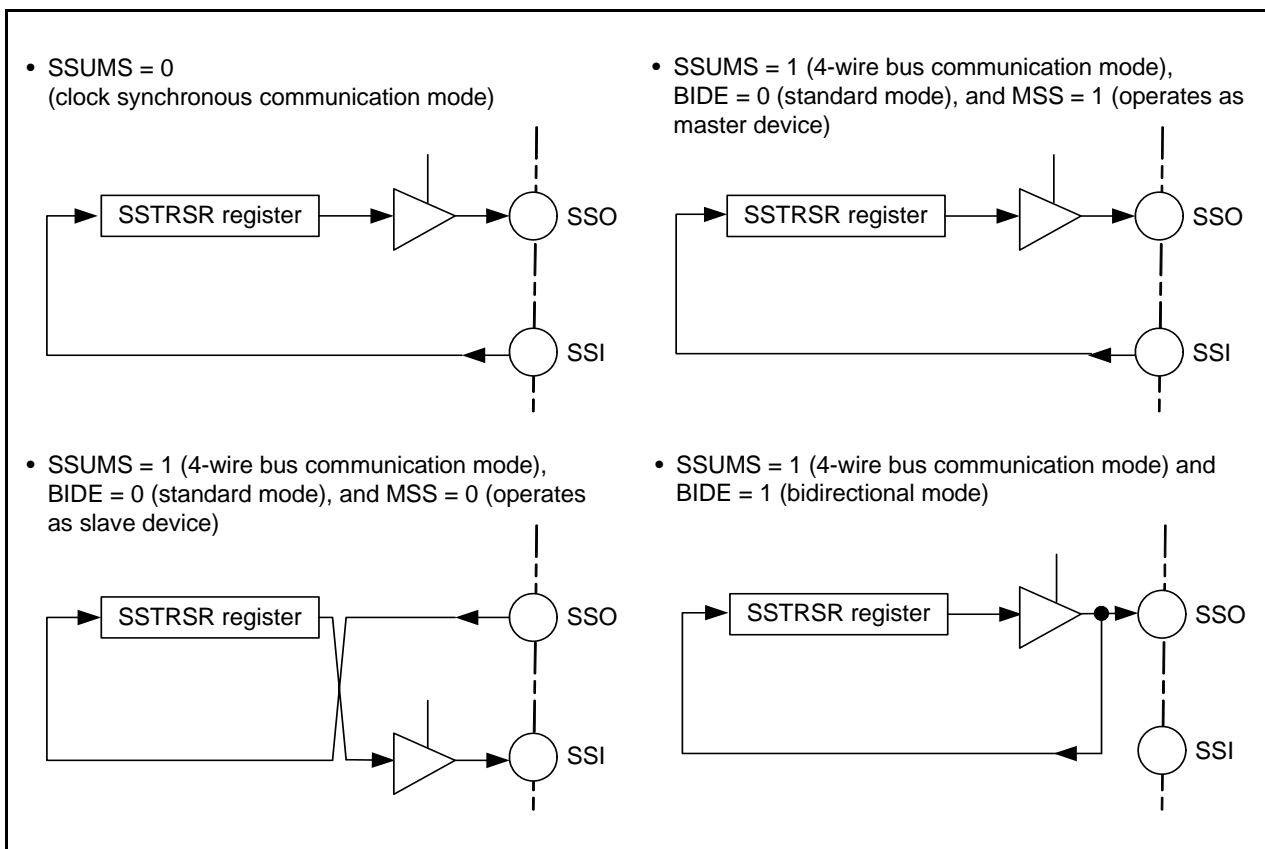 • SSUMS = 0
(clock synchronous communication mode)
SSTRSR register
SSO
SSI
• SSUMS = 1 (4-wire bus communication mode),
BIDE = 0 (standard mode), and MSS = 1 (operates as
master device)
SSTRSR register
SSO
SSI
• SSUMS = 1 (4-wire bus communication mode),
BIDE = 0 (standard mode), and MSS = 0 (operates
as slave device)
SSTRSR register
SSO
SSI
• SSUMS = 1 (4-wire bus communication mode) and
BIDE = 1 (bidirectional mode)
SSTRSR register
SSO
SSI